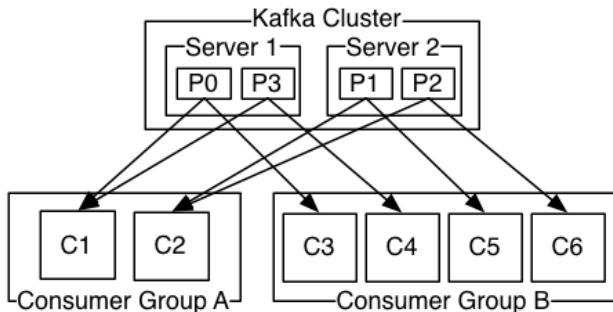 Kafka Cluster
Server 1 Server 2
P0 P3 P1 P2
C1 C2 C3 C4 C5 C6
Consumer Group A Consumer Group B